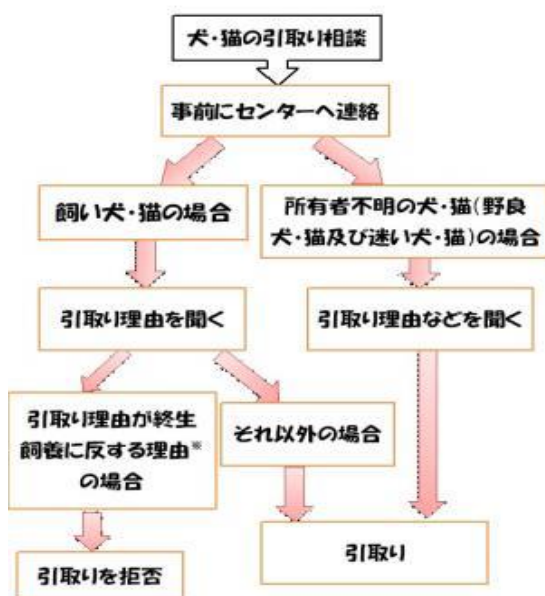 犬・猫の引取り相談
事前にセンターへ連絡
飼い犬・猫の場合
所有者不明の犬・猫(野良
犬・猫及び迷い犬・猫)の場合
引取り理由を聞く
引取り理由などを聞く
引取り理由が終生
飼養に反する理由※
の場合
それ以外の場合
引取りを拒否
引取り